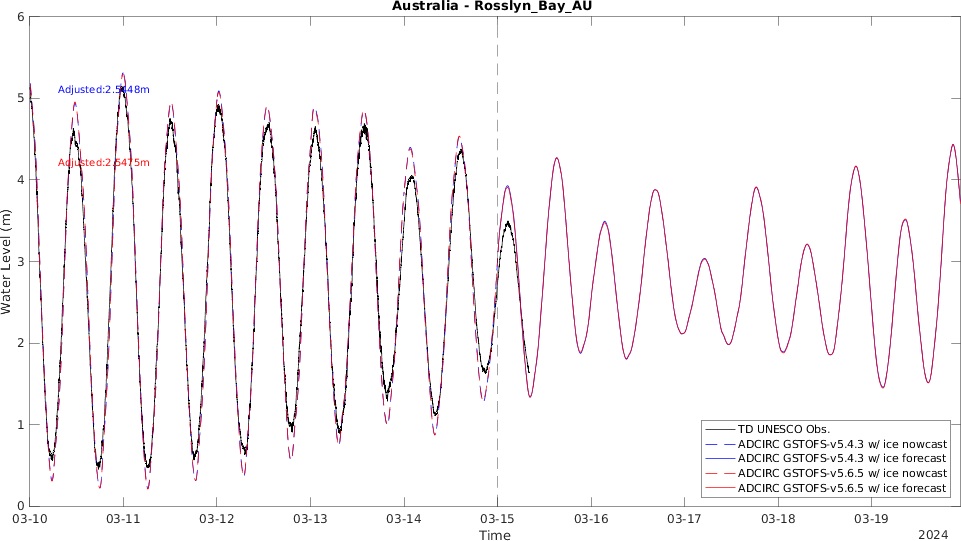 Australia - Rosslyn_Bay_AU
Water Level (m)
6
5
4
3
2
1
0
Adjusted:2.5448m
Adjusted:2.5475m
TD UNESCO Obs.
ADCIRC GSTOFS-v5.4.3 w/ ice nowcast
ADCIRC GSTOFS-v5.4.3 w/ ice forecast
ADCIRC GSTOFS-v5.6.5 w/ ice nowcast
ADCIRC GSTOFS-v5.6.5 w/ ice forecast
03-10 03-11 03-12 03-13 03-14 03-15 03-16 03-17 03-18 03-19
Time
2024